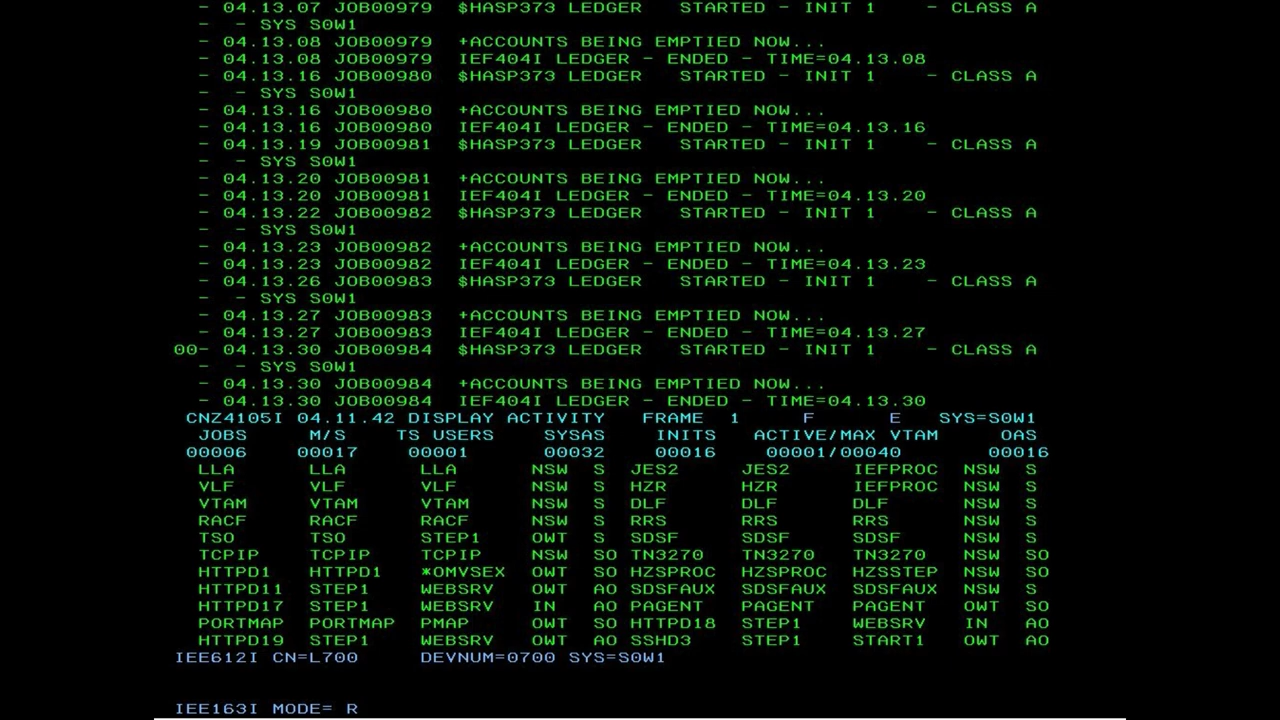 - 04.13.07 JOB00979 $HASP373 LEDGER STARTED - INIT 1 - CLASS A
- - SYS S0W1
- 04.13.08 JOB00979 +ACCOUNTS BEING EMPTIED NOW...
- 04.13.08 JOB00979 IEF404I LEDGER - ENDED - TIME=04.13.08
- 04.13.16 JOB00980 $HASP373 LEDGER STARTED - INIT 1 - CLASS A
- - SYS S0W1
- 04.13.16 JOB00980 +ACCOUNTS BEING EMPTIED NOW...
- 04.13.16 JOB00980 IEF404I LEDGER - ENDED - TIME=04.13.16
- 04.13.19 JOB00981 $HASP373 LEDGER STARTED - INIT 1 - CLASS A
- - SYS S0W1
- 04.13.20 JOB00981 +ACCOUNTS BEING EMPTIED NOW...
- 04.13.20 JOB00981 IEF404I LEDGER - ENDED - TIME=04.13.20
- 04.13.22 JOB00982 $HASP373 LEDGER STARTED - INIT 1 - CLASS A
- - SYS S0W1
- 04.13.23 JOB00982 +ACCOUNTS BEING EMPTIED NOW...
- 04.13.23 JOB00982 IEF404I LEDGER - ENDED - TIME=04.13.23
- 04.13.26 JOB00983 $HASP373 LEDGER STARTED - INIT 1 - CLASS A
- - SYS S0W1
- 04.13.27 JOB00983 +ACCOUNTS BEING EMPTIED NOW...
- 04.13.27 JOB00983 IEF404I LEDGER - ENDED - TIME=04.13.27
00- 04.13.30 JOB00984 $HASP373 LEDGER STARTED - INIT 1 - CLASS A
- - SYS S0W1
- 04.13.30 JOB00984 +ACCOUNTS BEING EMPTIED NOW...
- 04.13.30 JOB00984 IEF404I LEDGER - ENDED - TIME=04.13.30
CNZ4105I 04.11.42 DISPLAY ACTIVITY FRAME 1 F E SYS=S0W1
JOBS M/S TS USERS SYSAS INITS ACTIVE/MAX VTAM OAS
00006 00017 00001 00032 00016 00001/00040 00016
LLA LLA LLA NSW S JES2 JES2 IEFPROC NSW S
VLF VLF VLF NSW S HZR HZR IEFPROC NSW S
VTAM VTAM VTAM NSW S DLF DLF DLF NSW S
RACF RACF RACF NSW S RRS RRS RRS NSW S
TSO TSO STEP1 OWT S SDSF SDSF SDSF NSW S
TCPIP TCPIP TCPIP NSW SO TN3270 TN3270 TN3270 NSW SO
HTTPD1 HTTPD1 *OMVSEX OWT SO HZSPROC HZSPROC HZSSTEP NSW SO
HTTPD11 STEP1 WEBSRV OWT AO SDSFAUX SDSFAUX SDSFAUX NSW S
HTTPD17 STEP1 WEBSRV IN AO PAGENT PAGENT PAGENT OWT SO
PORTMAP PORTMAP PMAP OWT SO HTTPD18 STEP1 WEBSRV IN AO
HTTPD19 STEP1 WEBSRV OWT AO SSHD3 STEP1 START1 OWT AO
IEE612I CN=L700 DEVNUM=0700 SYS=S0W1
IEE163I MODE= R